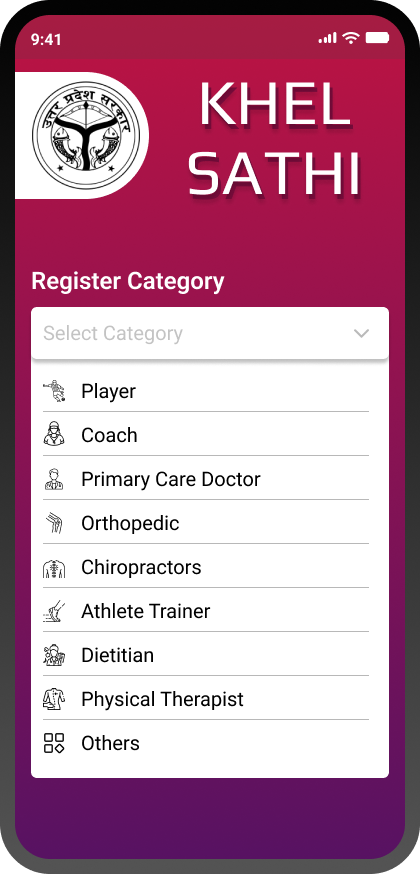 9:41
उत्तर प्रदेश सरकार
KHEL
SATHI
Register Category
Select Category
Player
Coach
Primary Care Doctor
Orthopedic
Chiropractors
Athlete Trainer
Dietitian
Physical Therapist
Others